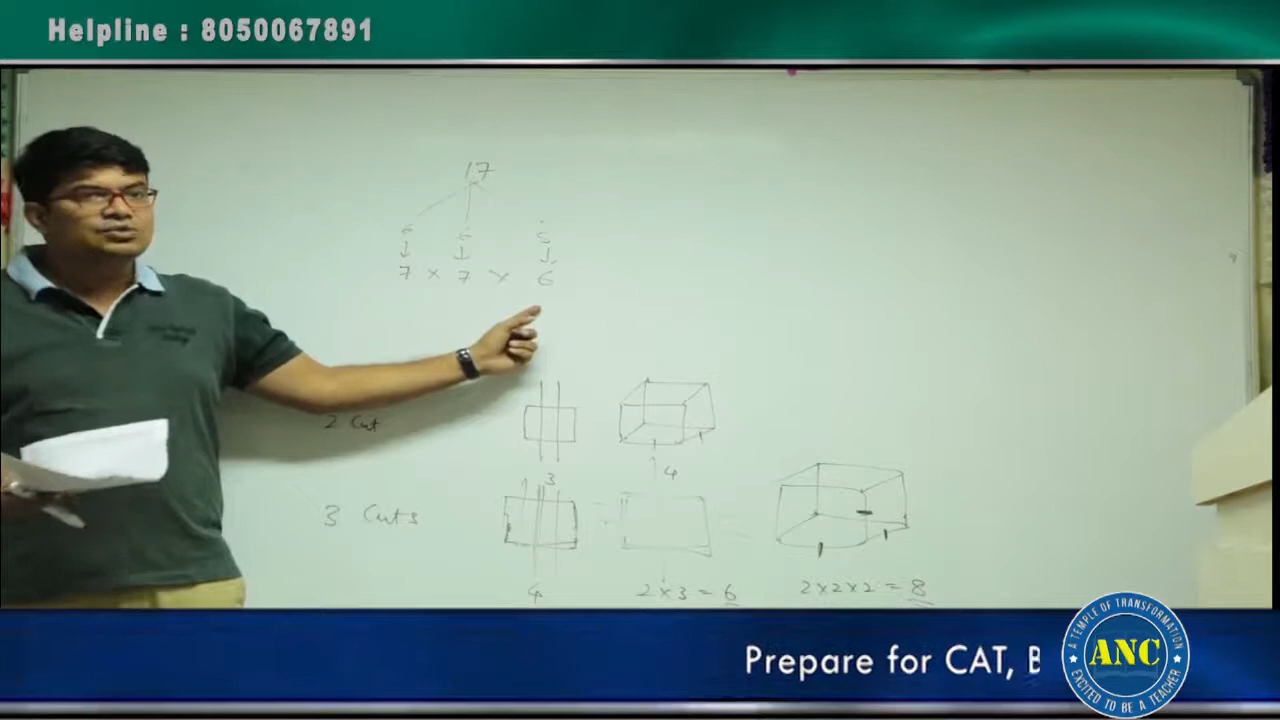 Helpline : 8050067891
17
6 6 5
↓ ↓ ↓
7 × 7 × 6
2 Cut
3
4
3 Cuts
1
4
2 × 3 = 6
2 × 2 × 2 = 8
Prepare for CAT, B
A TEMPLE OF TRANSFORMATION
ANC
EXCITED TO BE A TEACHER